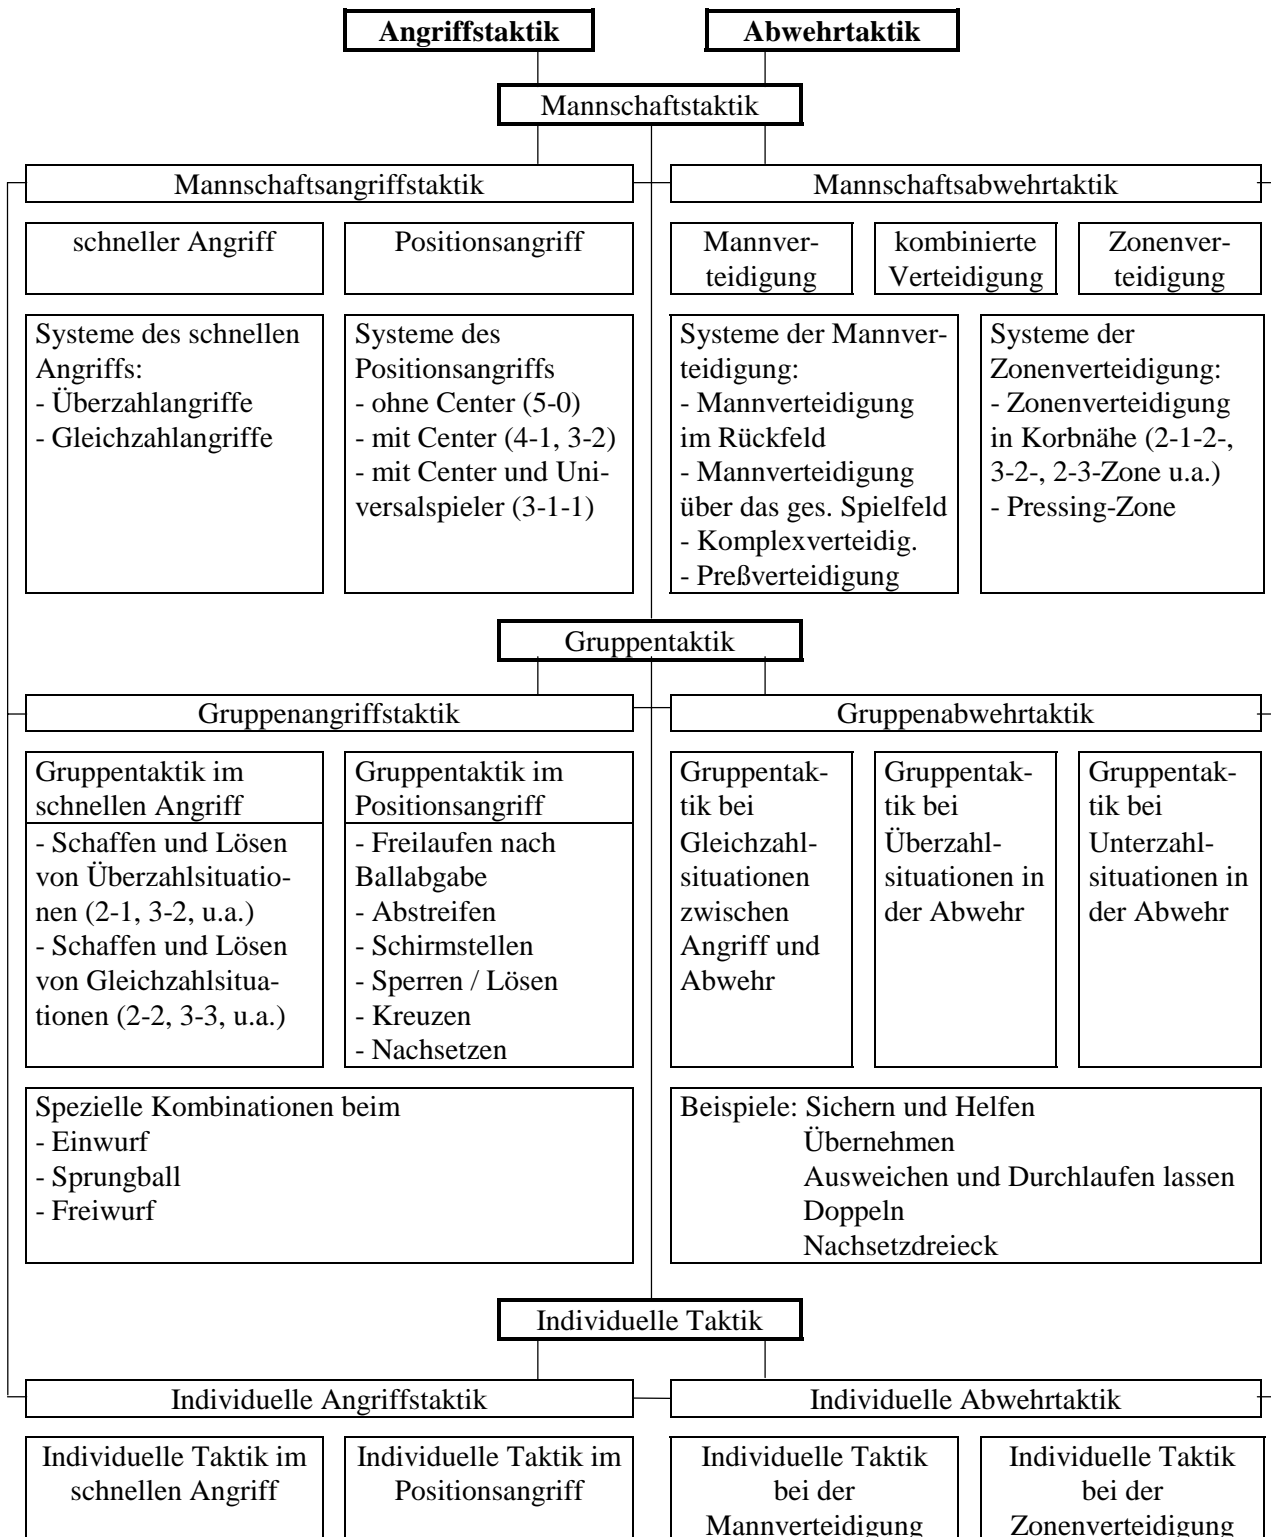 Angriffstaktik
Abwehrtaktik
Mannschaftstaktik
Mannschaftsangriffstaktik
Mannschaftsabwehrtaktik
schneller Angriff
Positionsangriff
Mannver-
teidigung
kombinierte
Verteidigung
Zonenver-
teidigung
Systeme des schnellen
Angriffs:
- Überzahlangriffe
- Gleichzahlangriffe
Systeme des
Positionsangriffs
- ohne Center (5-0)
- mit Center (4-1, 3-2)
- mit Center und Uni-
versalspieler (3-1-1)
Systeme der Mannver-
teidigung:
- Mannverteidigung
im Rückfeld
- Mannverteidigung
über das ges. Spielfeld
- Komplexverteidig.
- Preßverteidigung
Systeme der
Zonenverteidigung:
- Zonenverteidigung
in Korbnähe (2-1-2-,
3-2-, 2-3-Zone u.a.)
- Pressing-Zone
Gruppentaktik
Gruppenangriffstaktik
Gruppenabwehrtaktik
Gruppentaktik im
schnellen Angriff
- Schaffen und Lösen
von Überzahlsituatio-
nen (2-1, 3-2, u.a.)
- Schaffen und Lösen
von Gleichzahlsitua-
tionen (2-2, 3-3, u.a.)
Gruppentaktik im
Positionsangriff
- Freilaufen nach
Ballabgabe
- Abstreifen
- Schirmstellen
- Sperren / Lösen
- Kreuzen
- Nachsetzen
Gruppentak-
tik bei
Gleichzahl-
situationen
zwischen
Angriff und
Abwehr
Gruppentak-
tik bei
Überzahl-
situationen in
der Abwehr
Gruppentak-
tik bei
Unterzahl-
situationen in
der Abwehr
Spezielle Kombinationen beim
- Einwurf
- Sprungball
- Freiwurf
Beispiele: Sichern und Helfen
Übernehmen
Ausweichen und Durchlaufen lassen
Doppeln
Nachsetzdreieck
Individuelle Taktik
Individuelle Angriffstaktik
Individuelle Abwehrtaktik
Individuelle Taktik im
schnellen Angriff
Individuelle Taktik im
Positionsangriff
Individuelle Taktik
bei der
Mannverteidigung
Individuelle Taktik
bei der
Zonenverteidigung